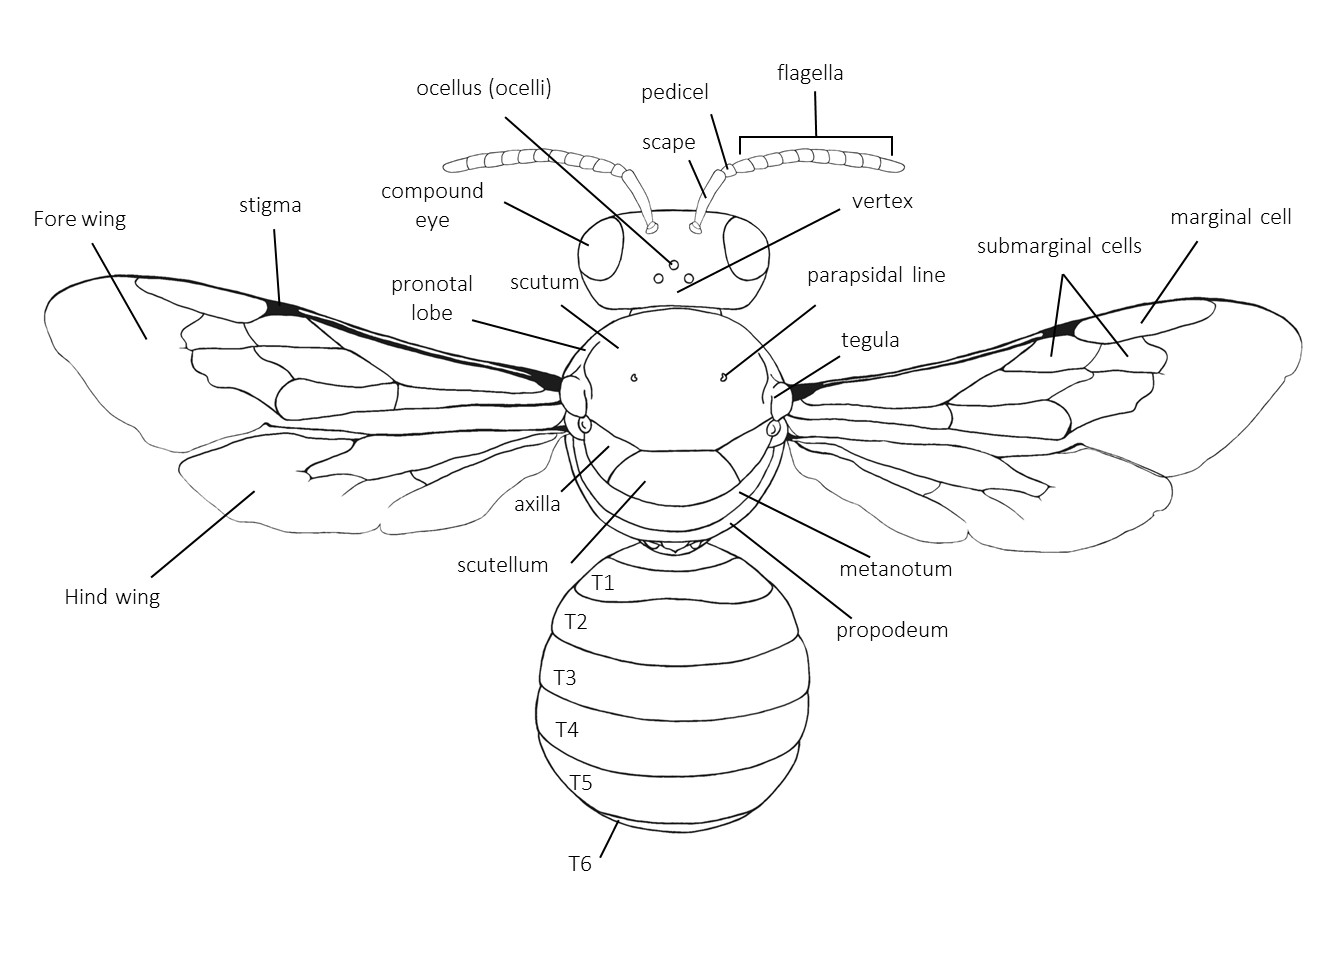 flagella
ocellus (ocelli)
pedicel
scape
compound
eye
vertex
stigma
Fore wing
marginal cell
submarginal cells
pronotal
lobe
scutum
parapsidal line
tegula
axilla
scutellum
metanotum
Hind wing
propodeum
T1
T2
T3
T4
T5
T6